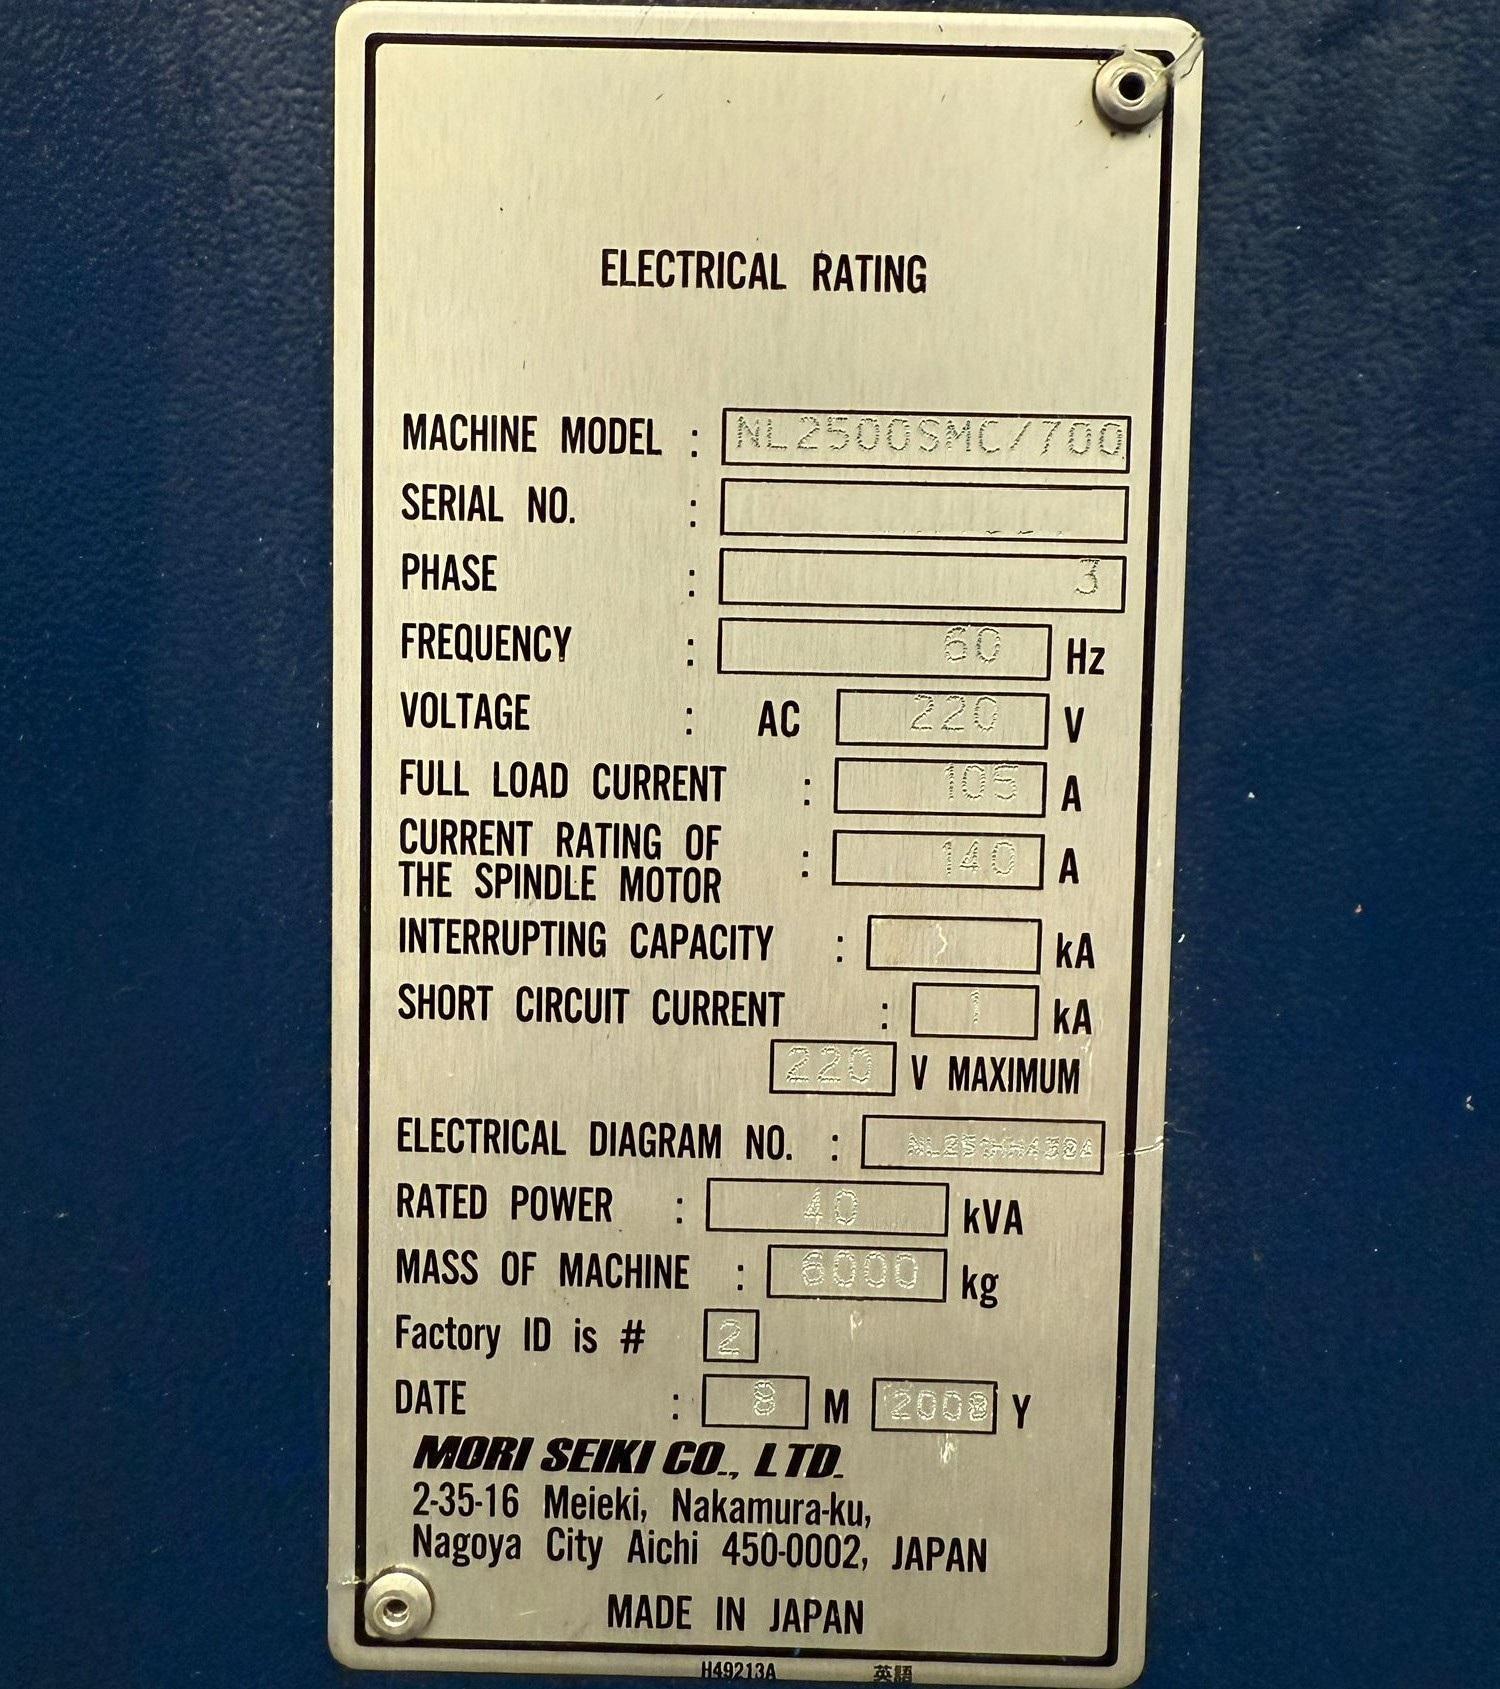 ELECTRICAL RATING
MACHINE MODEL : NL2500SMC/700
SERIAL NO. :
PHASE : 3
FREQUENCY : 60 Hz
VOLTAGE : AC 220 V
FULL LOAD CURRENT : 105 A
CURRENT RATING OF
THE SPINDLE MOTOR : 140 A
INTERRUPTING CAPACITY : kA
SHORT CIRCUIT CURRENT : 1 kA
220 V MAXIMUM
ELECTRICAL DIAGRAM NO. :
RATED POWER : 40 kVA
MASS OF MACHINE : 6000 kg
Factory ID is # 2
DATE : 8 M 2008 Y
MORI SEIKI CO., LTD.
2-35-16 Meieki, Nakamura-ku,
Nagoya City Aichi 450-0002, JAPAN
MADE IN JAPAN
H49213A 英語